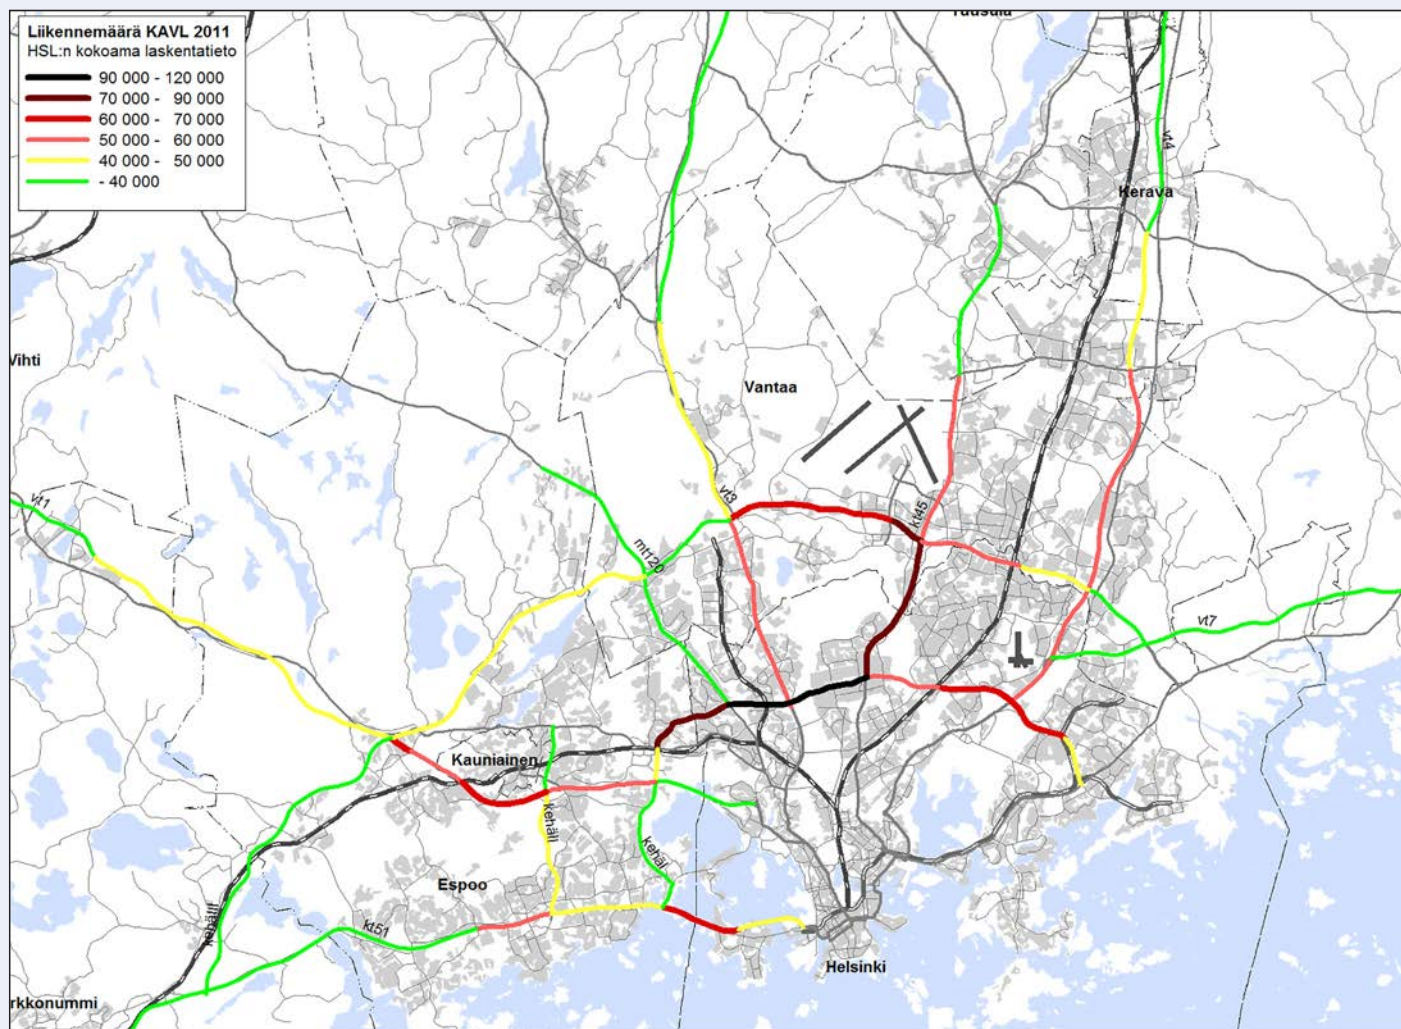 Liikennemäärä KAVL 2011
HSL:n kokoama laskentatieto
90 000 - 120 000
70 000 - 90 000
60 000 - 70 000
50 000 - 60 000
40 000 - 50 000
- 40 000
Tuusula
vt4
Kerava
Vihti
Vantaa
vt1
vt3
kt45
mt120
vt7
Kauniainen
kehäII
kehäI
Espoo
kehäIII
kt51
Helsinki
rkkonummi